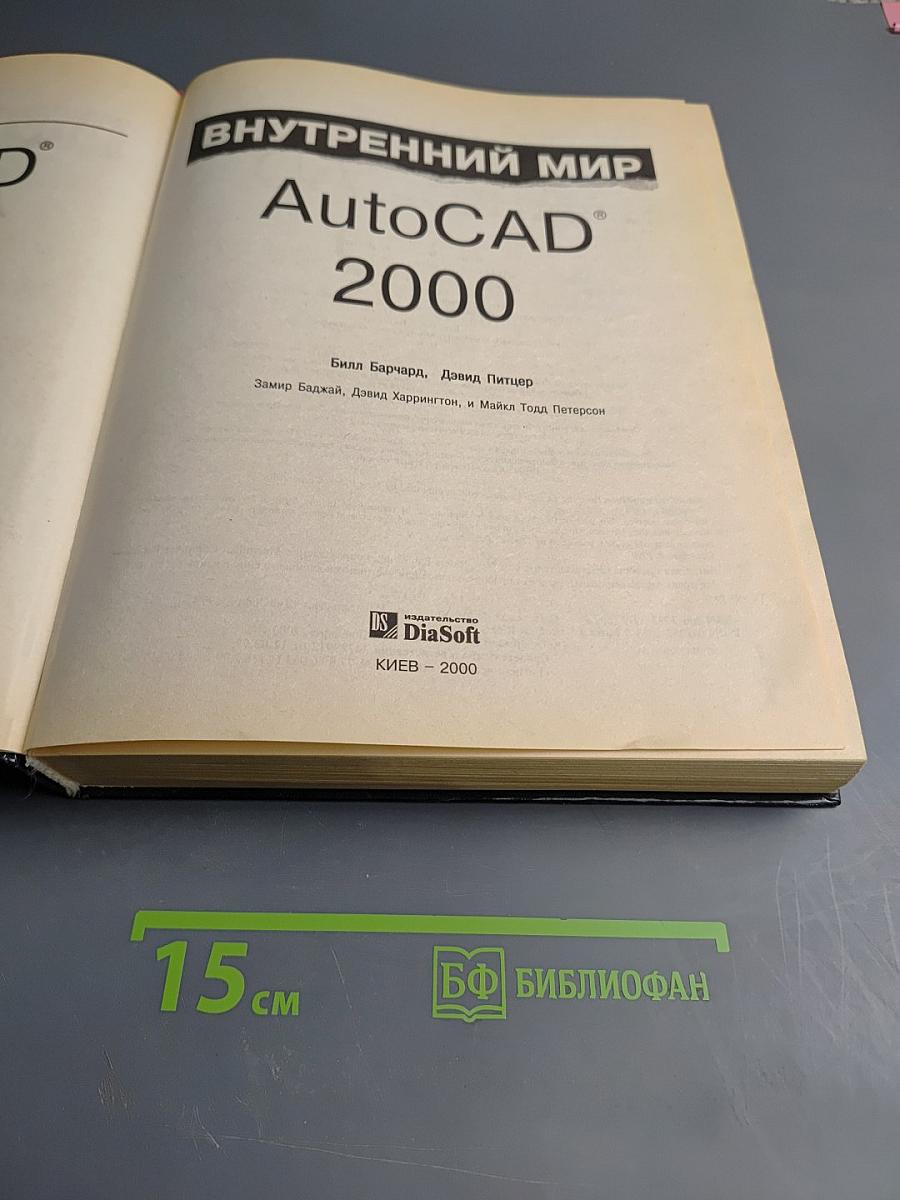 D®
ВНУТРЕННИЙ МИР
AutoCAD®
2000
Билл Барчард, Дэвид Питцер
Замир Баджай, Дэвид Харрингтон, и Майкл Тодд Петерсон
DS издательство
DiaSoft
КИЕВ – 2000
15 см
БФ БИБЛИОФАН